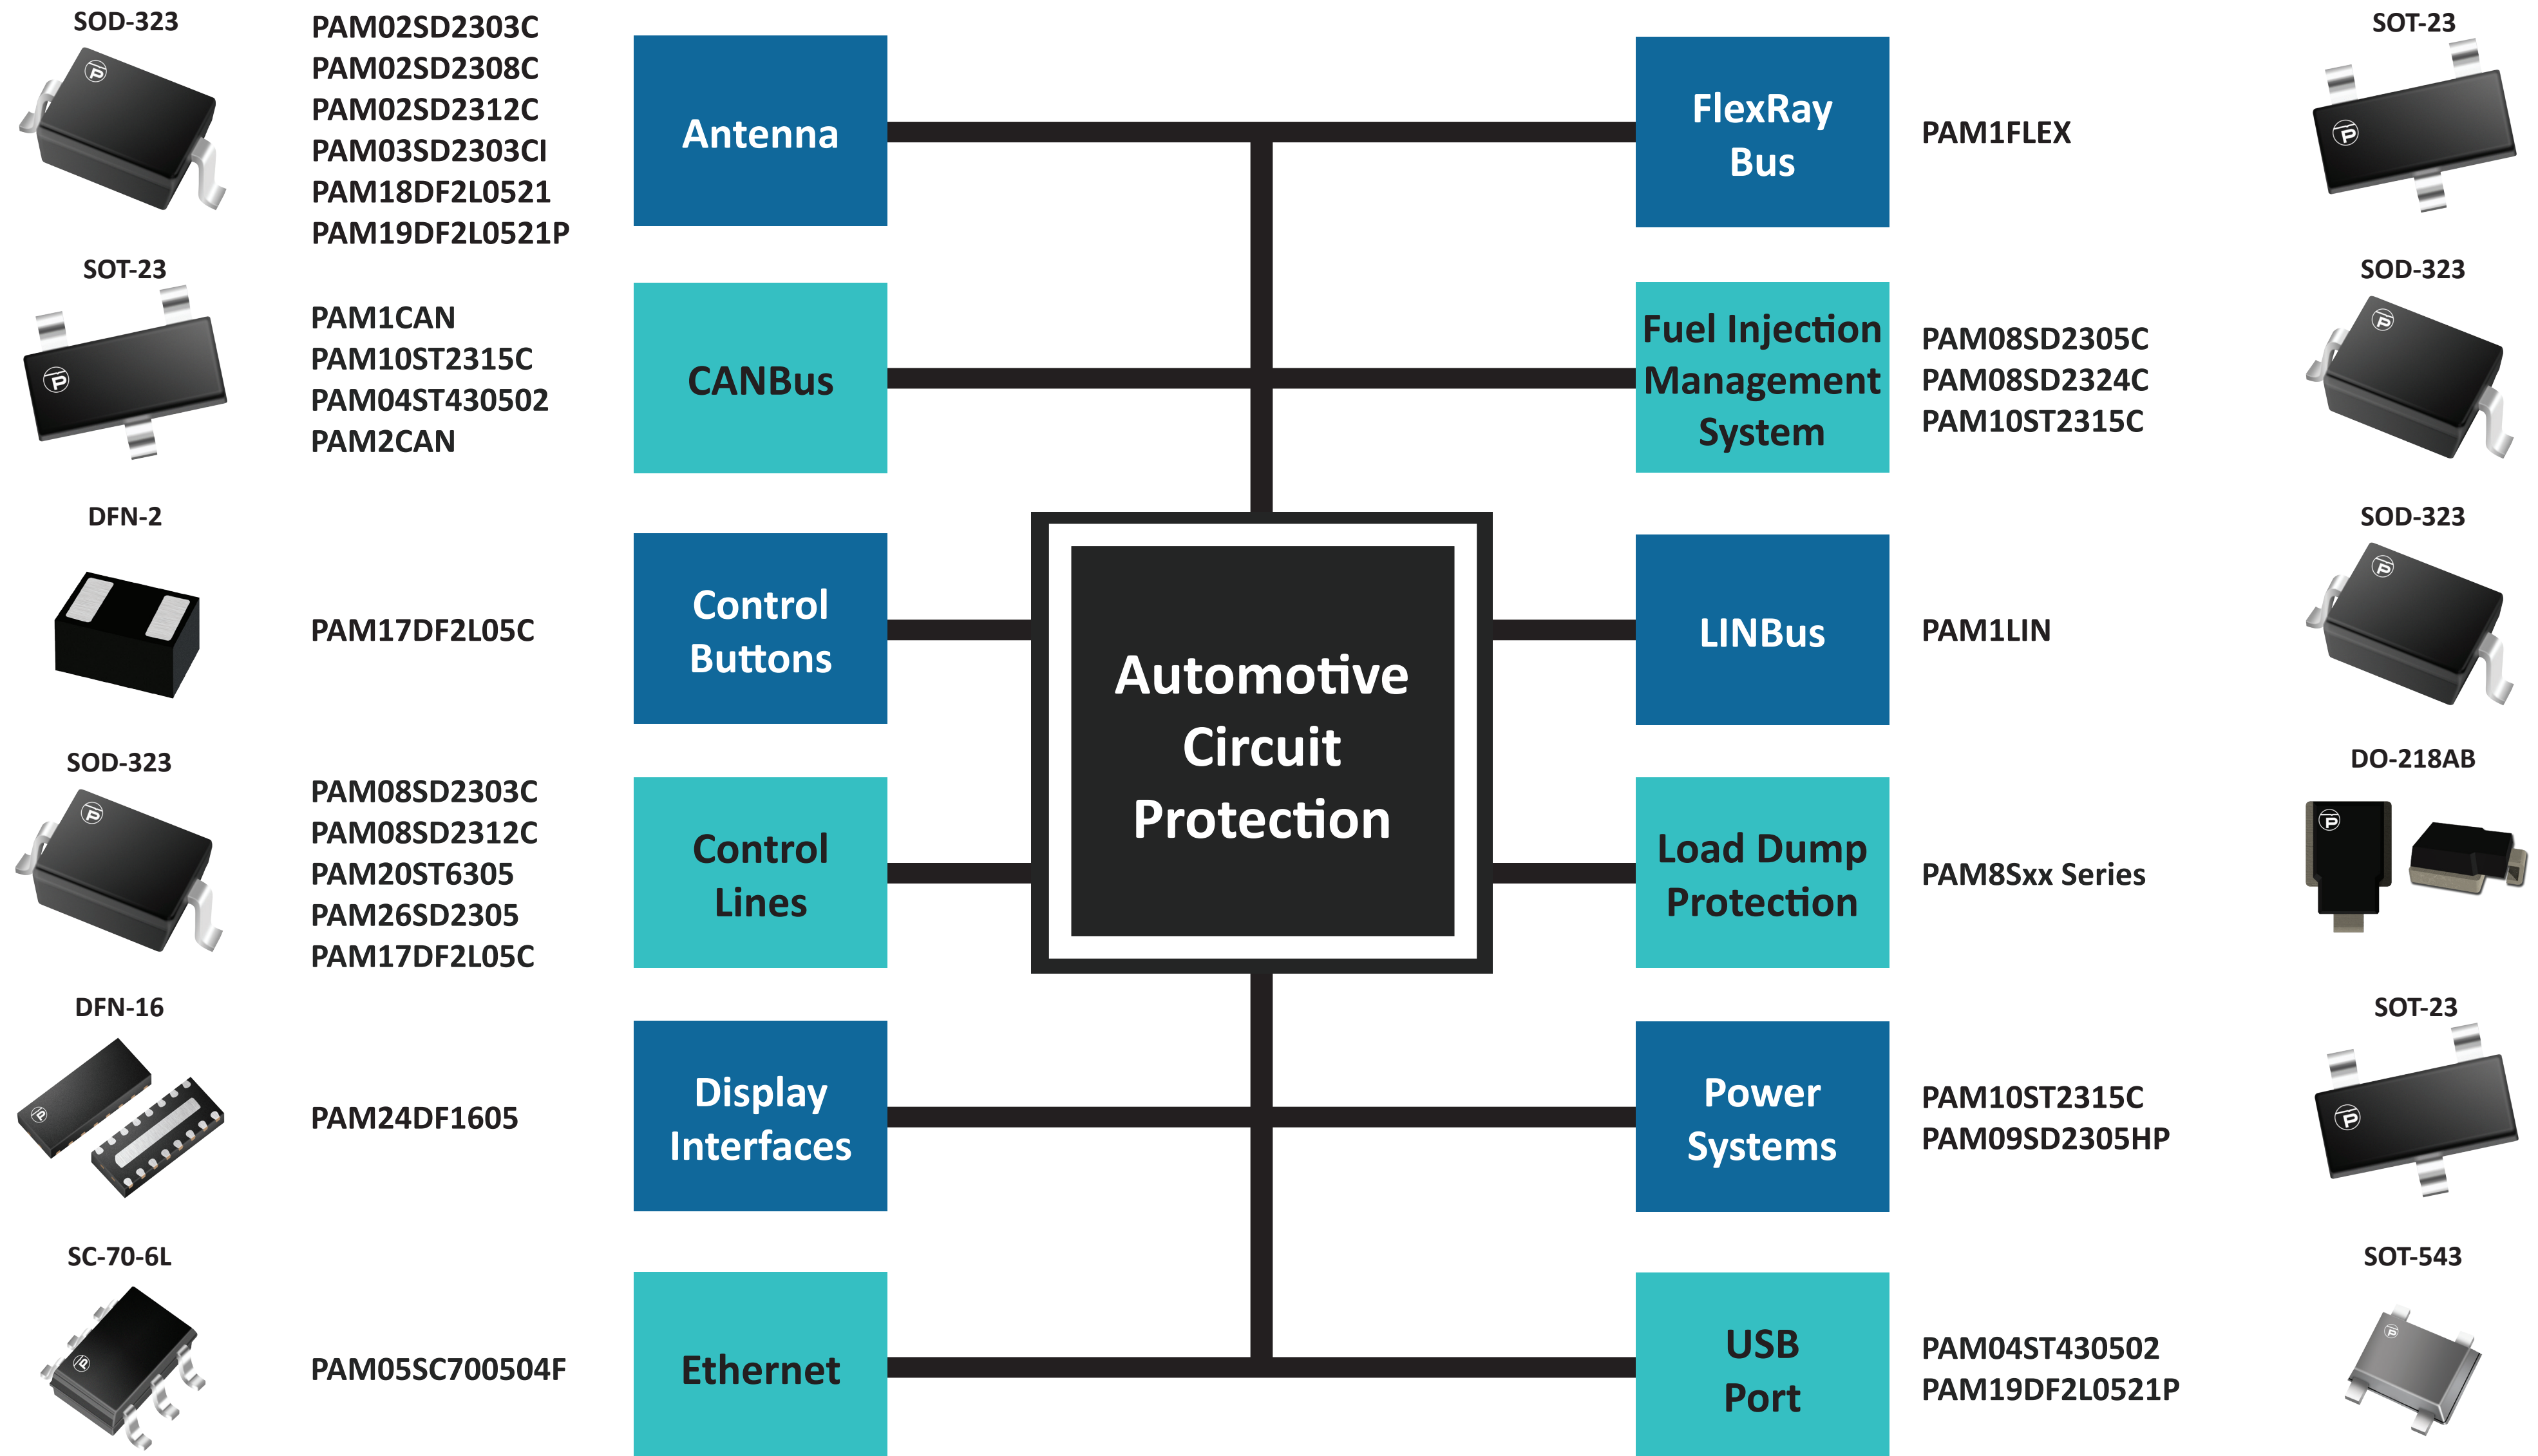 SOD-323
PAM02SD2303C
PAM02SD2308C
PAM02SD2312C
PAM03SD2303CI
PAM18DF2L0521
PAM19DF2L0521P
Antenna
SOT-23
PAM1CAN
PAM10ST2315C
PAM04ST430502
PAM2CAN
CANBus
DFN-2
PAM17DF2L05C
Control
Buttons
SOD-323
PAM08SD2303C
PAM08SD2312C
PAM20ST6305
PAM26SD2305
PAM17DF2L05C
Control
Lines
DFN-16
PAM24DF1605
Display
Interfaces
SC-70-6L
PAM05SC700504F
Ethernet
Automotive
Circuit
Protection
FlexRay
Bus
PAM1FLEX
SOT-23
Fuel Injection
Management
System
PAM08SD2305C
PAM08SD2324C
PAM10ST2315C
SOD-323
LINBus
PAM1LIN
SOD-323
Load Dump
Protection
PAM8Sxx Series
DO-218AB
Power
Systems
PAM10ST2315C
PAM09SD2305HP
SOT-23
USB
Port
PAM04ST430502
PAM19DF2L0521P
SOT-543